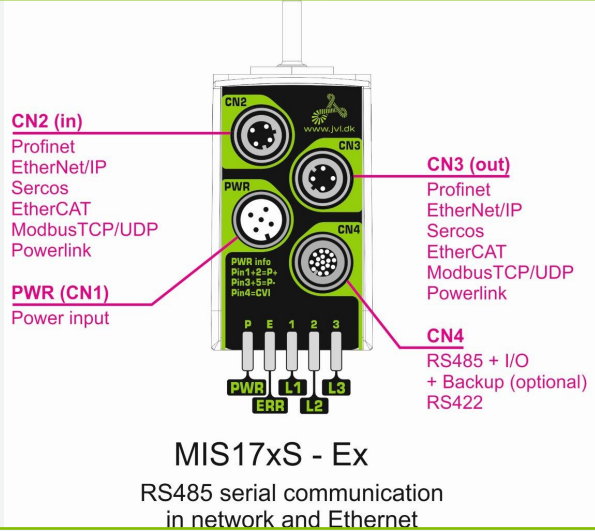 CN2 (in)
Profinet
EtherNet/IP
Sercos
EtherCAT
ModbusTCP/UDP
Powerlink
PWR (CN1)
Power input
CN2
www.jvl.dk
CN3
PWR
CN4
PWR info
Pin1+2=P+
Pin3+5=P-
Pin4=CVI
P E 1 2 3
PWR L1 L3
ERR L2
CN3 (out)
Profinet
EtherNet/IP
Sercos
EtherCAT
ModbusTCP/UDP
Powerlink
CN4
RS485 + I/O
+ Backup (optional)
RS422
MIS17xS - Ex
RS485 serial communication
in network and Ethernet